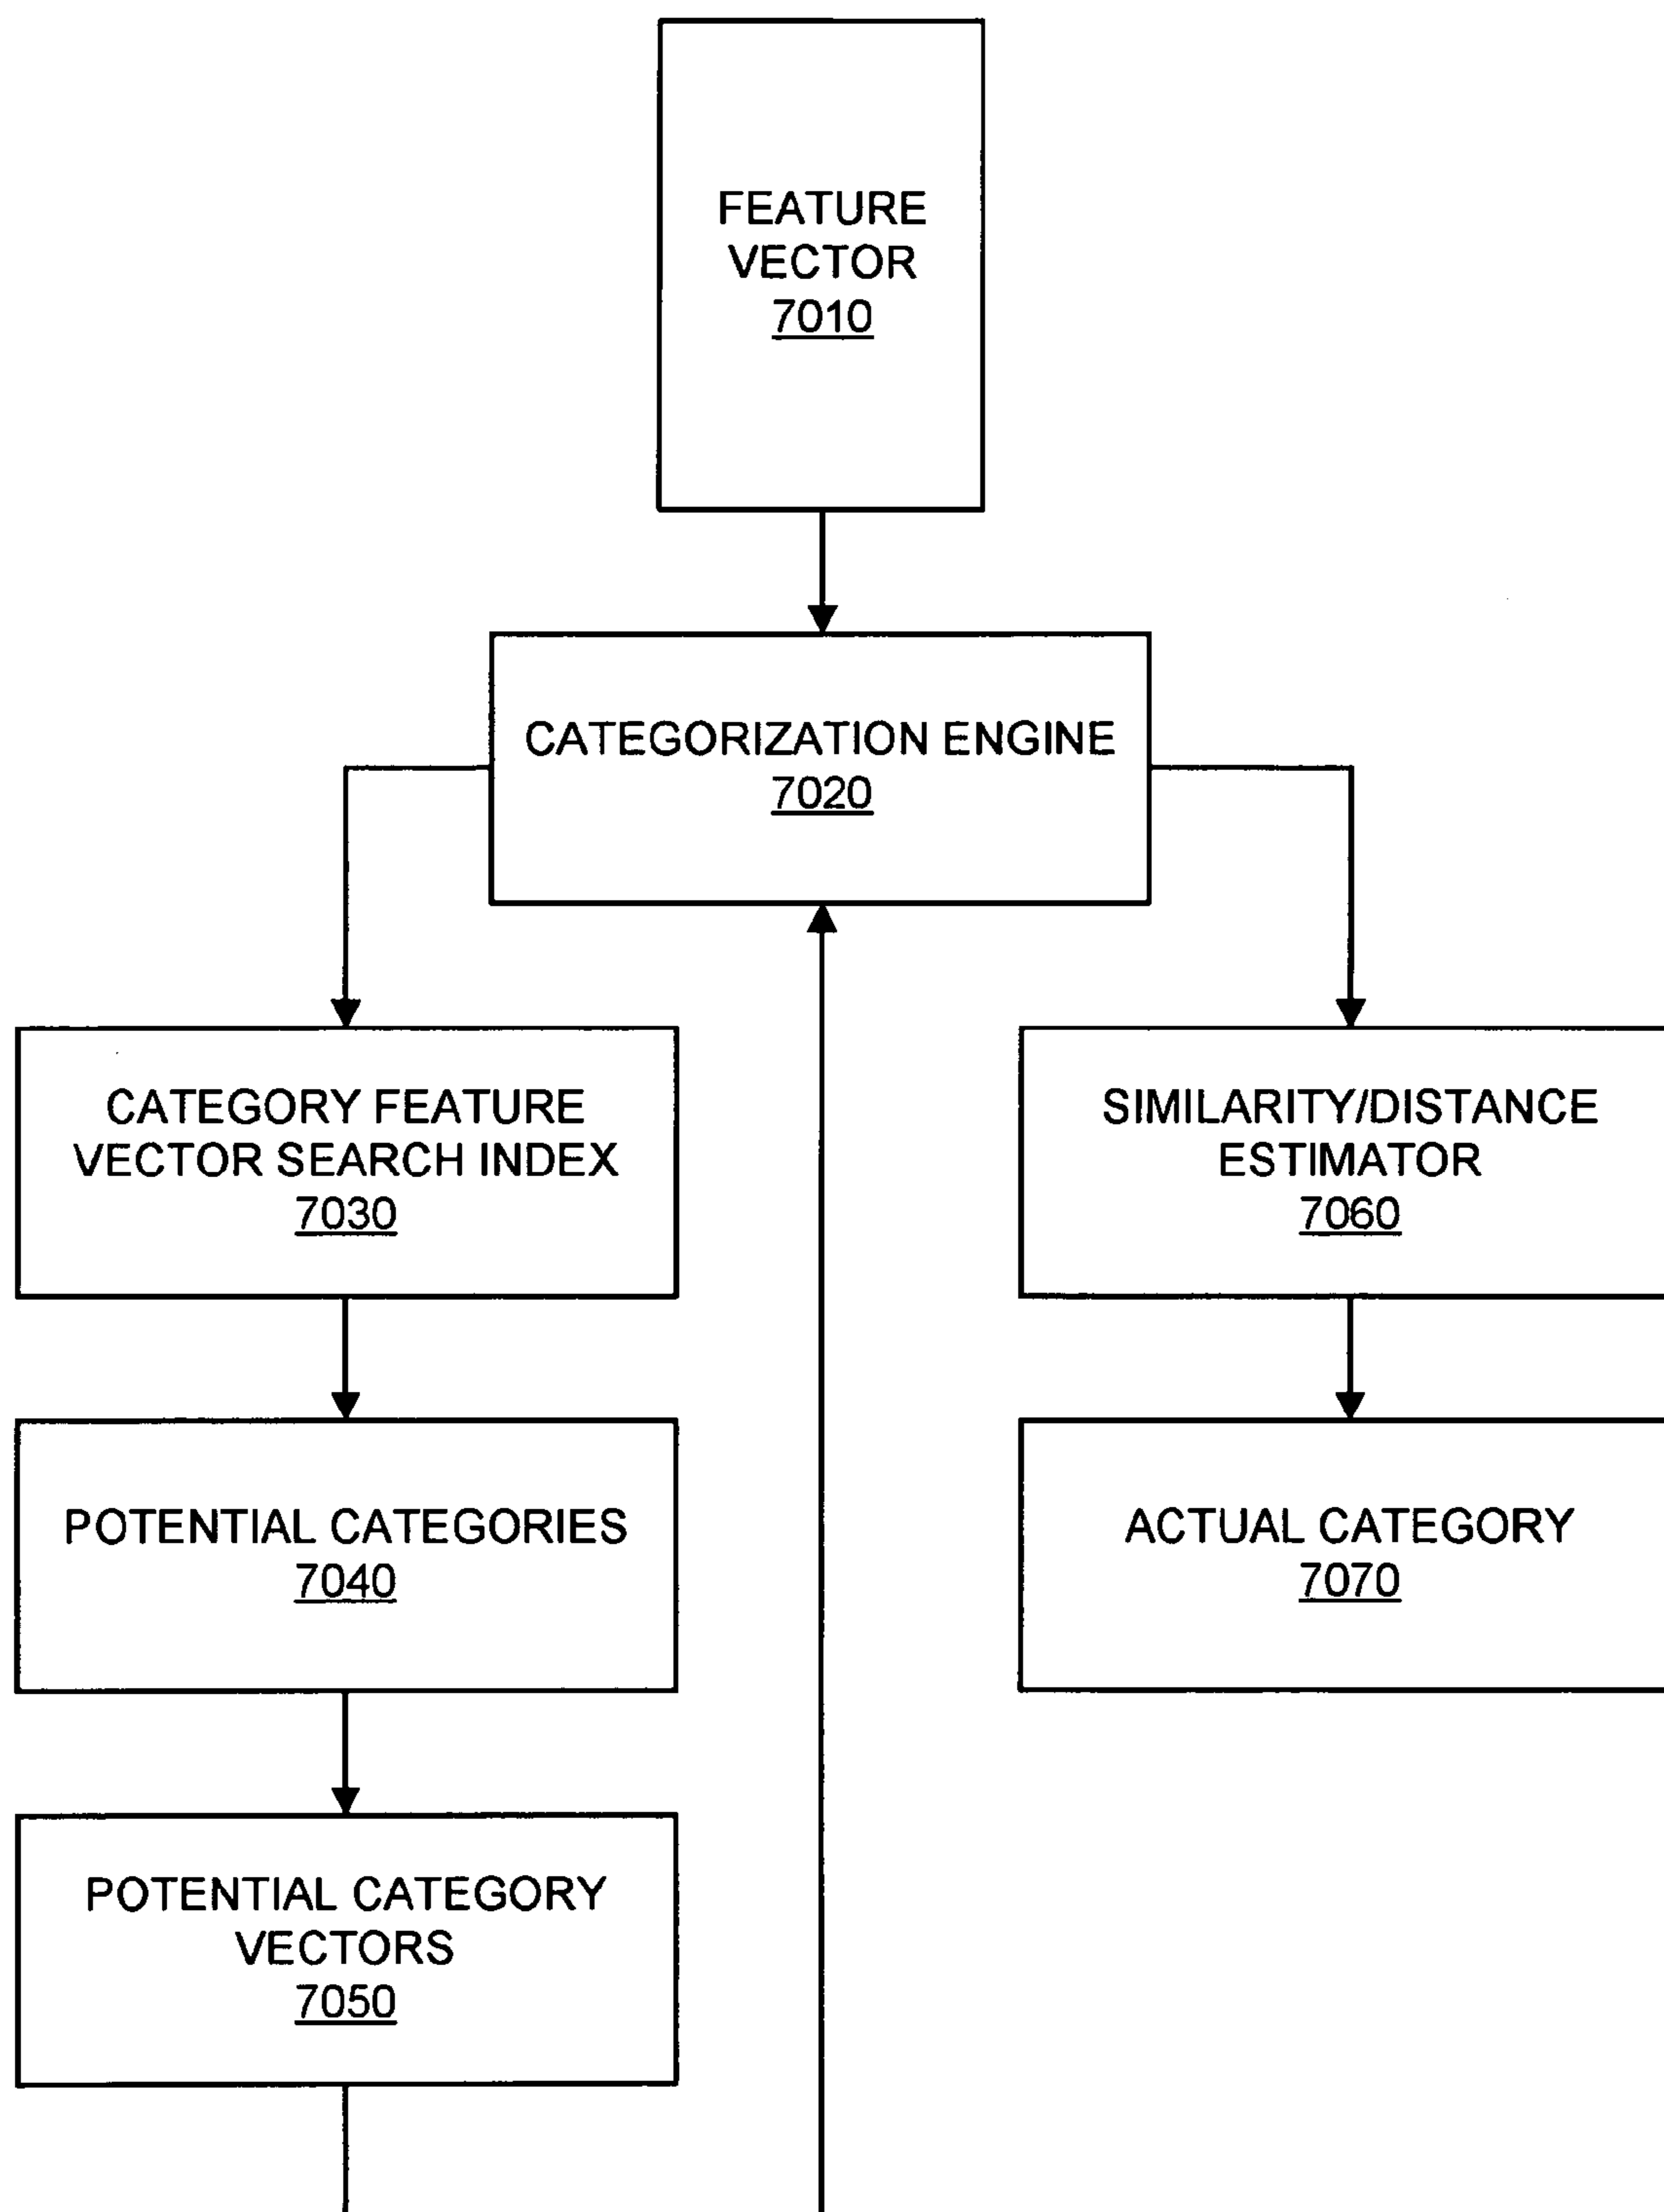 FEATURE
VECTOR
7010
CATEGORIZATION ENGINE
7020
CATEGORY FEATURE
VECTOR SEARCH INDEX
7030
SIMILARITY/DISTANCE
ESTIMATOR
7060
POTENTIAL CATEGORIES
7040
ACTUAL CATEGORY
7070
POTENTIAL CATEGORY
VECTORS
7050